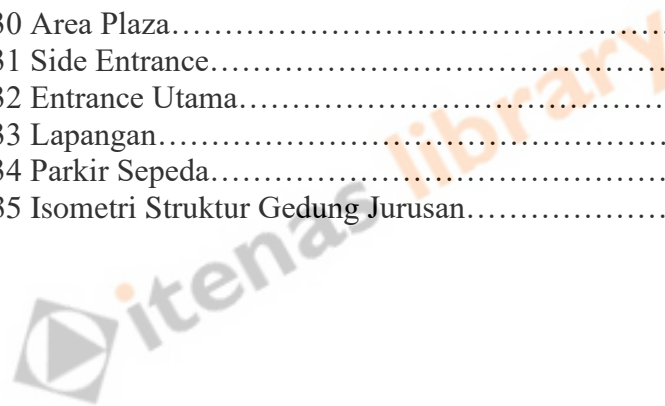 30 Area Plaza……………………………………………
31 Side Entrance………………………………………
32 Entrance Utama……………………………………
33 Lapangan……………………………………………
34 Parkir Sepeda………………………………………
35 Isometri Struktur Gedung Jurusan…………………
itenas library